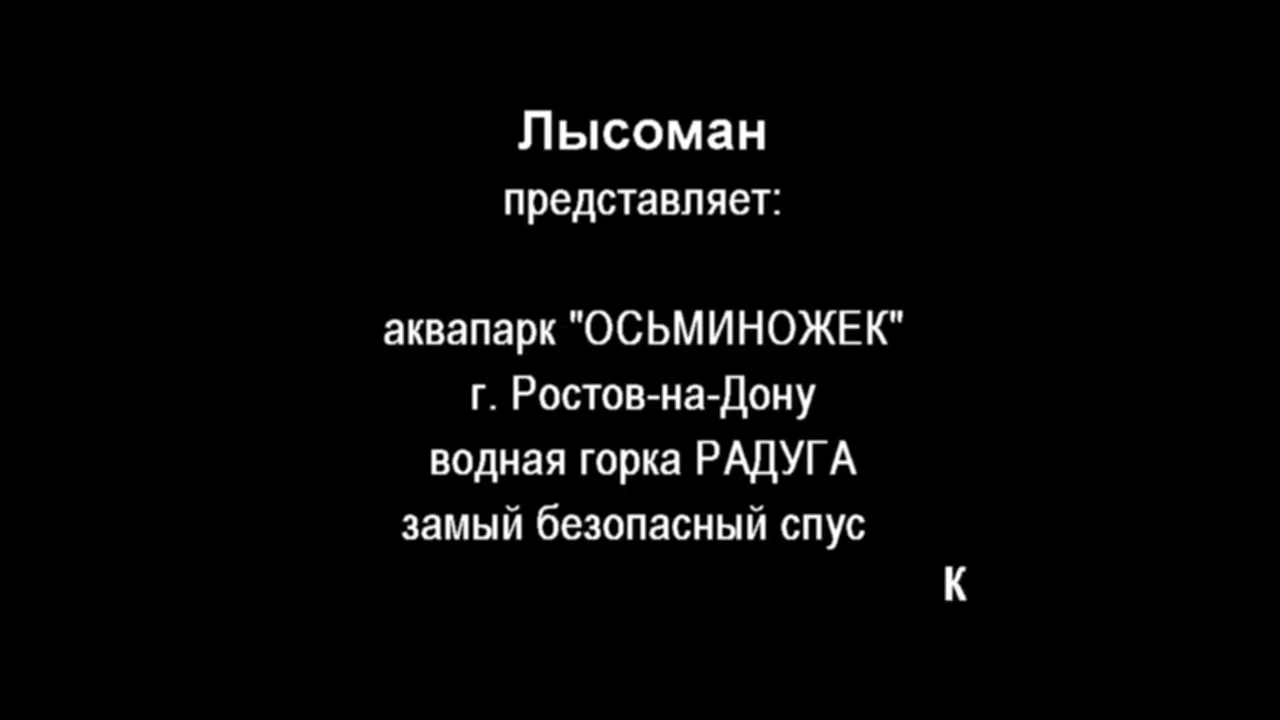 Лысоман
представляет:
аквапарк "ОСЬМИНОЖЕК"
г. Ростов-на-Дону
водная горка РАДУГА
замый безопасный спус
К